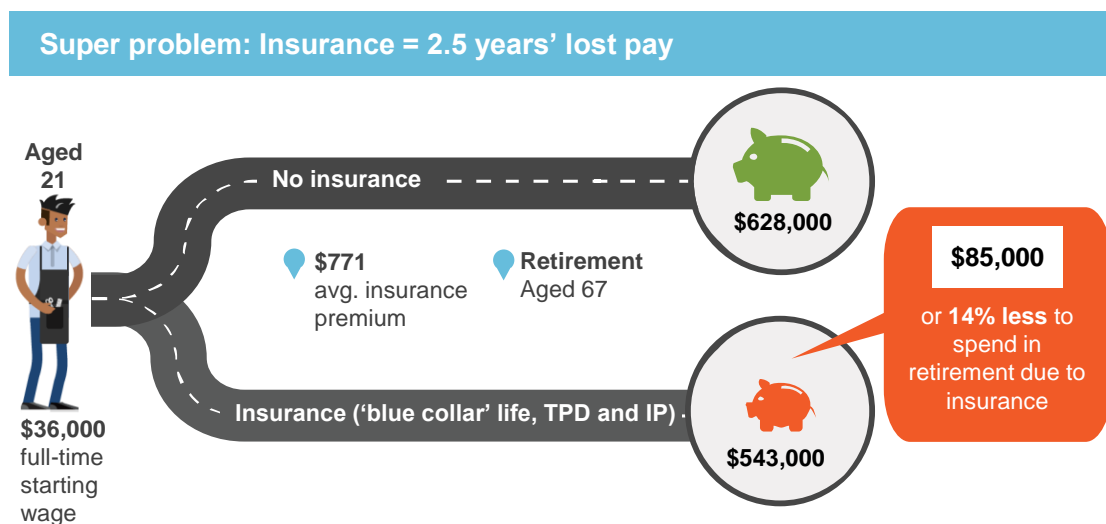 Super problem: Insurance = 2.5 years’ lost pay
Aged
21
$36,000
full-time
starting
wage
No insurance
$628,000
$771
avg. insurance
premium
Retirement
Aged 67
Insurance (‘blue collar’ life, TPD and IP)
$543,000
$85,000
or 14% less to
spend in
retirement due to
insurance